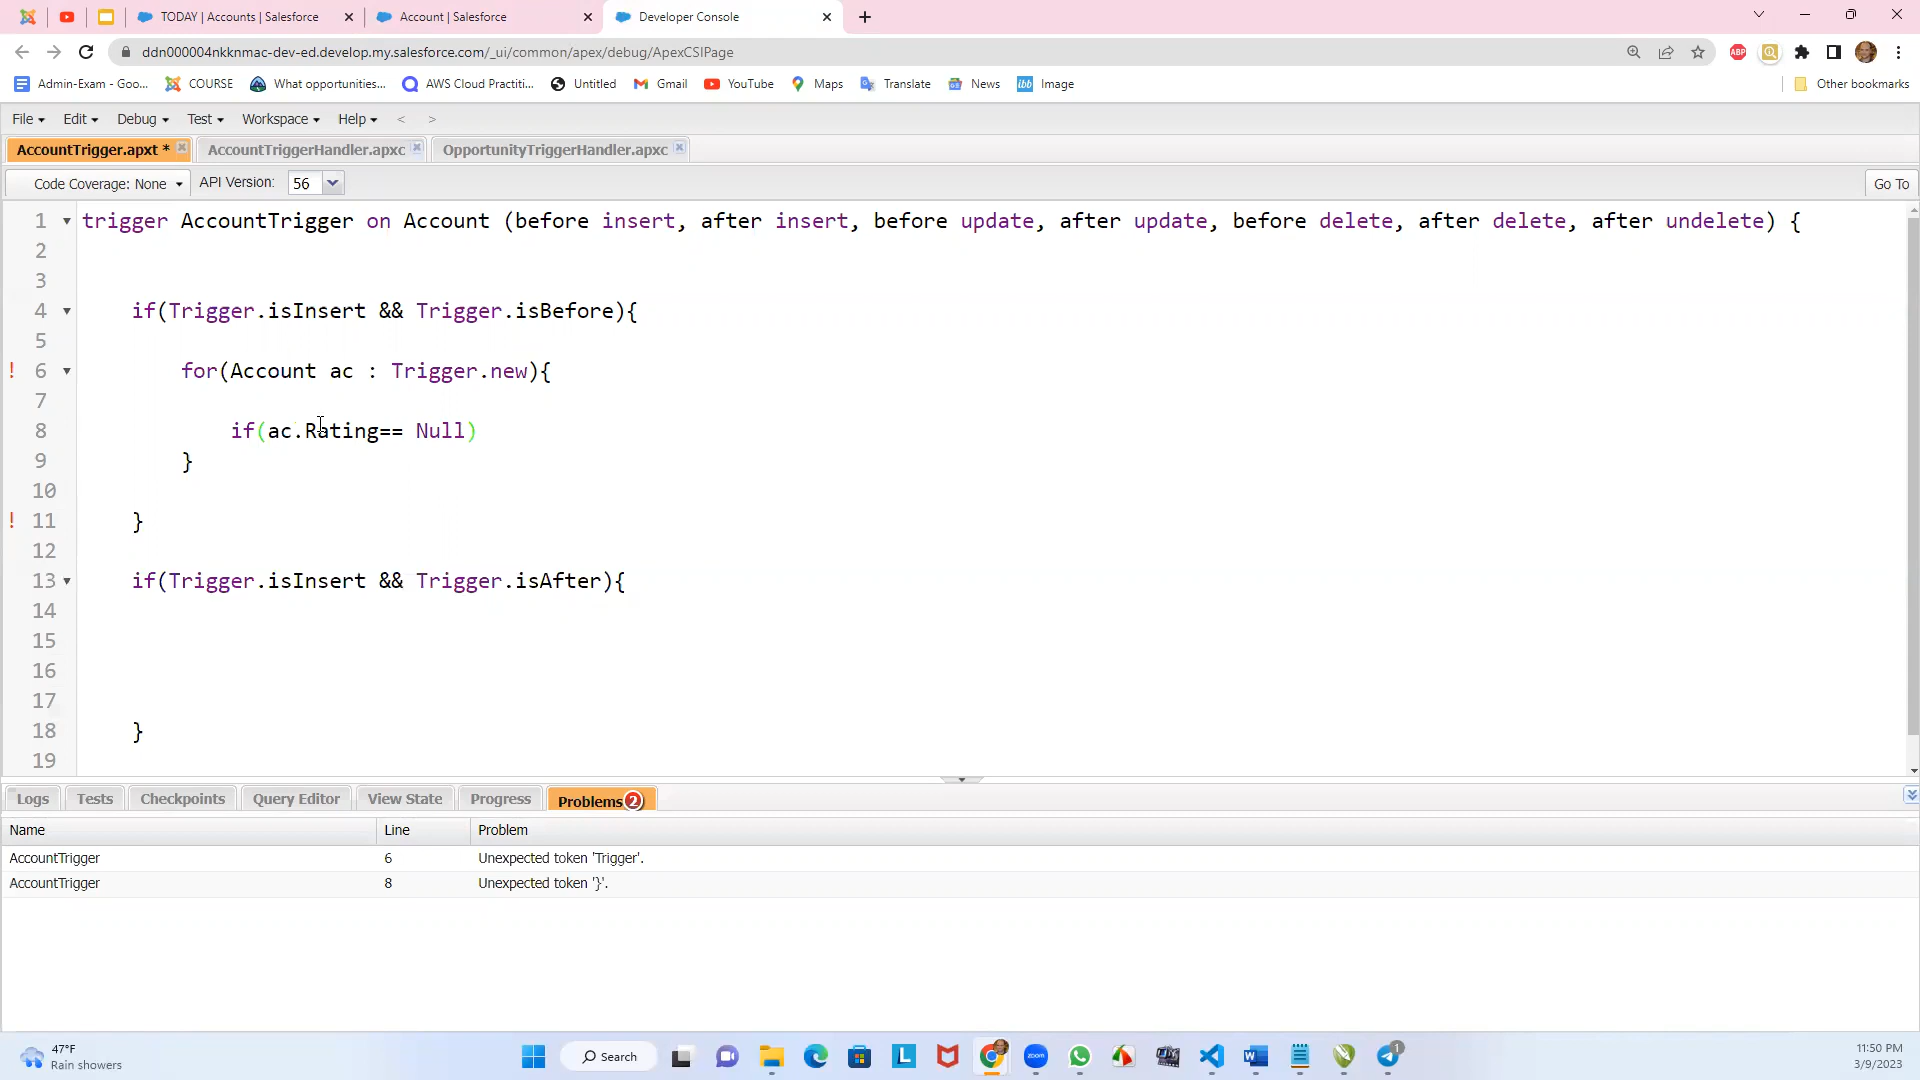 TODAY | Accounts | Salesforce
Account | Salesforce
Developer Console
ddn000004nkknmac-dev-ed.develop.my.salesforce.com/_ui/common/apex/debug/ApexCSIPage
ABP
Admin-Exam - Goo...
COURSE
What opportunities...
AWS Cloud Practiti...
Untitled
Gmail
YouTube
Maps
Translate
News
ibb Image
Other bookmarks
File
Edit
Debug
Test
Workspace
Help
<
>
AccountTrigger.apxt *
AccountTriggerHandler.apxc
OpportunityTriggerHandler.apxc
Code Coverage: None
API Version:
56
Go To
1 trigger AccountTrigger on Account (before insert, after insert, before update, after update, before delete, after delete, after undelete) {
2
3
4 if(Trigger.isInsert && Trigger.isBefore){
5
! 6 for(Account ac : Trigger.new){
7
8 if(ac.Rating== Null)
9 }
10
! 11 }
12
13 if(Trigger.isInsert && Trigger.isAfter){
14
15
16
17
18 }
19
Logs
Tests
Checkpoints
Query Editor
View State
Progress
Problems 2
Name Line Problem
AccountTrigger 6 Unexpected token 'Trigger'.
AccountTrigger 8 Unexpected token '}'.
47°F
Rain showers
Search
L
zoom
W
1
11:50 PM
3/9/2023